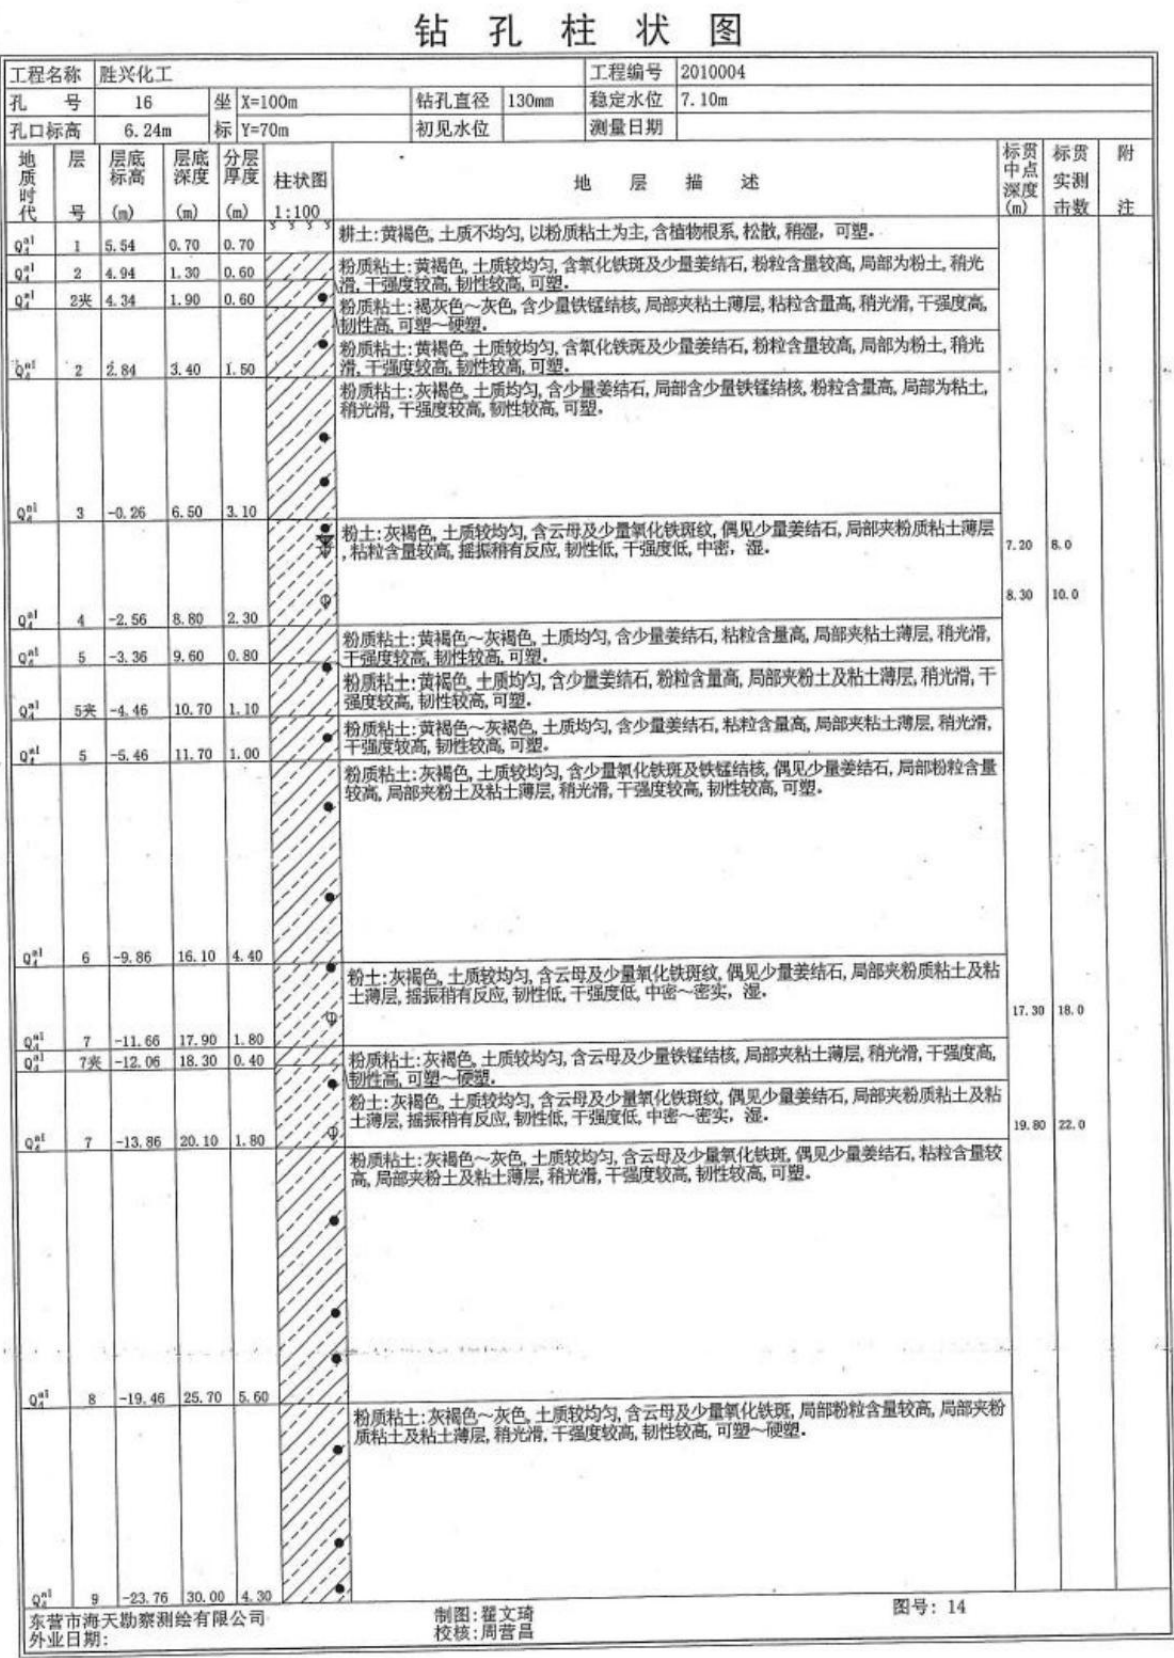 钻孔柱状图
工程名称 胜兴化工 工程编号 2010004
孔号 16 坐标 X=100m 钻孔直径 130mm 稳定水位 7.10m
孔口标高 6.24m Y=70m 初见水位 测量日期
地质时代 层号 层底标高(m) 层底深度(m) 分层厚度(m) 柱状图 1:100 地层描述 标贯中点深度(m) 标贯实测击数 附注
耕土:黄褐色,土质不均匀,以粉质粘土为主,含植物根系,松散,稍湿,可塑。
Q₄ᵃˡ 1 5.54 0.70 0.70
粉质粘土:黄褐色,土质较均匀,含氧化铁斑及少量姜结石,粉粒含量较高,局部为粉土,稍光
滑,干强度较高,韧性较高,可塑。
Q₄ᵃˡ 2 4.94 1.30 0.60
粉质粘土:褐灰色~灰色,含少量铁锰结核,局部夹粘土薄层,粘粒含量高,稍光滑,干强度高,
韧性高,可塑~硬塑。
Q₄ᵃˡ 2夹 4.34 1.90 0.60
粉质粘土:黄褐色,土质较均匀,含氧化铁斑及少量姜结石,粉粒含量较高,局部为粉土,稍光
滑,干强度较高,韧性较高,可塑。
Q₄ᵃˡ 2 2.84 3.40 1.50
粉质粘土:灰褐色,土质均匀,含少量姜结石,局部含少量铁锰结核,粉粒含量高,局部为粘土,
稍光滑,干强度较高,韧性较高,可塑。
Q₄ᵃˡ 3 -0.26 6.50 3.10
粉土:灰褐色,土质较均匀,含云母及少量氧化铁斑纹,偶见少量姜结石,局部夹粉质粘土薄层
,粘粒含量较高,摇振稍有反应,韧性低,干强度低,中密,湿。
7.20 8.0
8.30 10.0
Q₄ᵃˡ 4 -2.56 8.80 2.30
粉质粘土:黄褐色~灰褐色,土质均匀,含少量姜结石,粘粒含量高,局部夹粘土薄层,稍光滑,
干强度较高,韧性较高,可塑。
Q₄ᵃˡ 5 -3.36 9.60 0.80
粉质粘土:黄褐色,土质均匀,含少量姜结石,粉粒含量高,局部夹粉土及粘土薄层,稍光滑,干
强度较高,韧性较高,可塑。
Q₄ᵃˡ 5夹 -4.46 10.70 1.10
粉质粘土:黄褐色~灰褐色,土质均匀,含少量姜结石,粘粒含量高,局部夹粘土薄层,稍光滑,
干强度较高,韧性较高,可塑。
Q₄ᵃˡ 5 -5.46 11.70 1.00
粉质粘土:灰褐色,土质较均匀,含少量氧化铁斑及铁锰结核,偶见少量姜结石,局部粉粒含量
较高,局部夹粉土及粘土薄层,稍光滑,干强度较高,韧性较高,可塑。
Q₄ᵃˡ 6 -9.86 16.10 4.40
粉土:灰褐色,土质较均匀,含云母及少量氧化铁斑纹,偶见少量姜结石,局部夹粉质粘土及粘
土薄层,摇振稍有反应,韧性低,干强度低,中密~密实,湿。
17.30 18.0
Q₄ᵃˡ 7 -11.66 17.90 1.80
Q₄ᵃˡ 7夹 -12.06 18.30 0.40
粉质粘土:灰褐色,土质较均匀,含云母及少量铁锰结核,局部夹粘土薄层,稍光滑,干强度高,
韧性高,可塑~硬塑。
粉土:灰褐色,土质较均匀,含云母及少量氧化铁斑纹,偶见少量姜结石,局部夹粉质粘土及粘
土薄层,摇振稍有反应,韧性低,干强度低,中密~密实,湿。
19.80 22.0
Q₄ᵃˡ 7 -13.86 20.10 1.80
粉质粘土:灰褐色~灰色,土质较均匀,含云母及少量氧化铁斑,偶见少量姜结石,粘粒含量较
高,局部夹粉土及粘土薄层,稍光滑,干强度较高,韧性较高,可塑。
Q₄ᵃˡ 8 -19.46 25.70 5.60
粉质粘土:灰褐色~灰色,土质较均匀,含云母及少量氧化铁斑,局部粉粒含量较高,局部夹粉
质粘土及粘土薄层,稍光滑,干强度较高,韧性较高,可塑~硬塑。
Q₄ᵃˡ 9 -23.76 30.00 4.30
东营市海天勘察测绘有限公司 制图:翟文琦 图号: 14
外业日期: 校核:周营昌